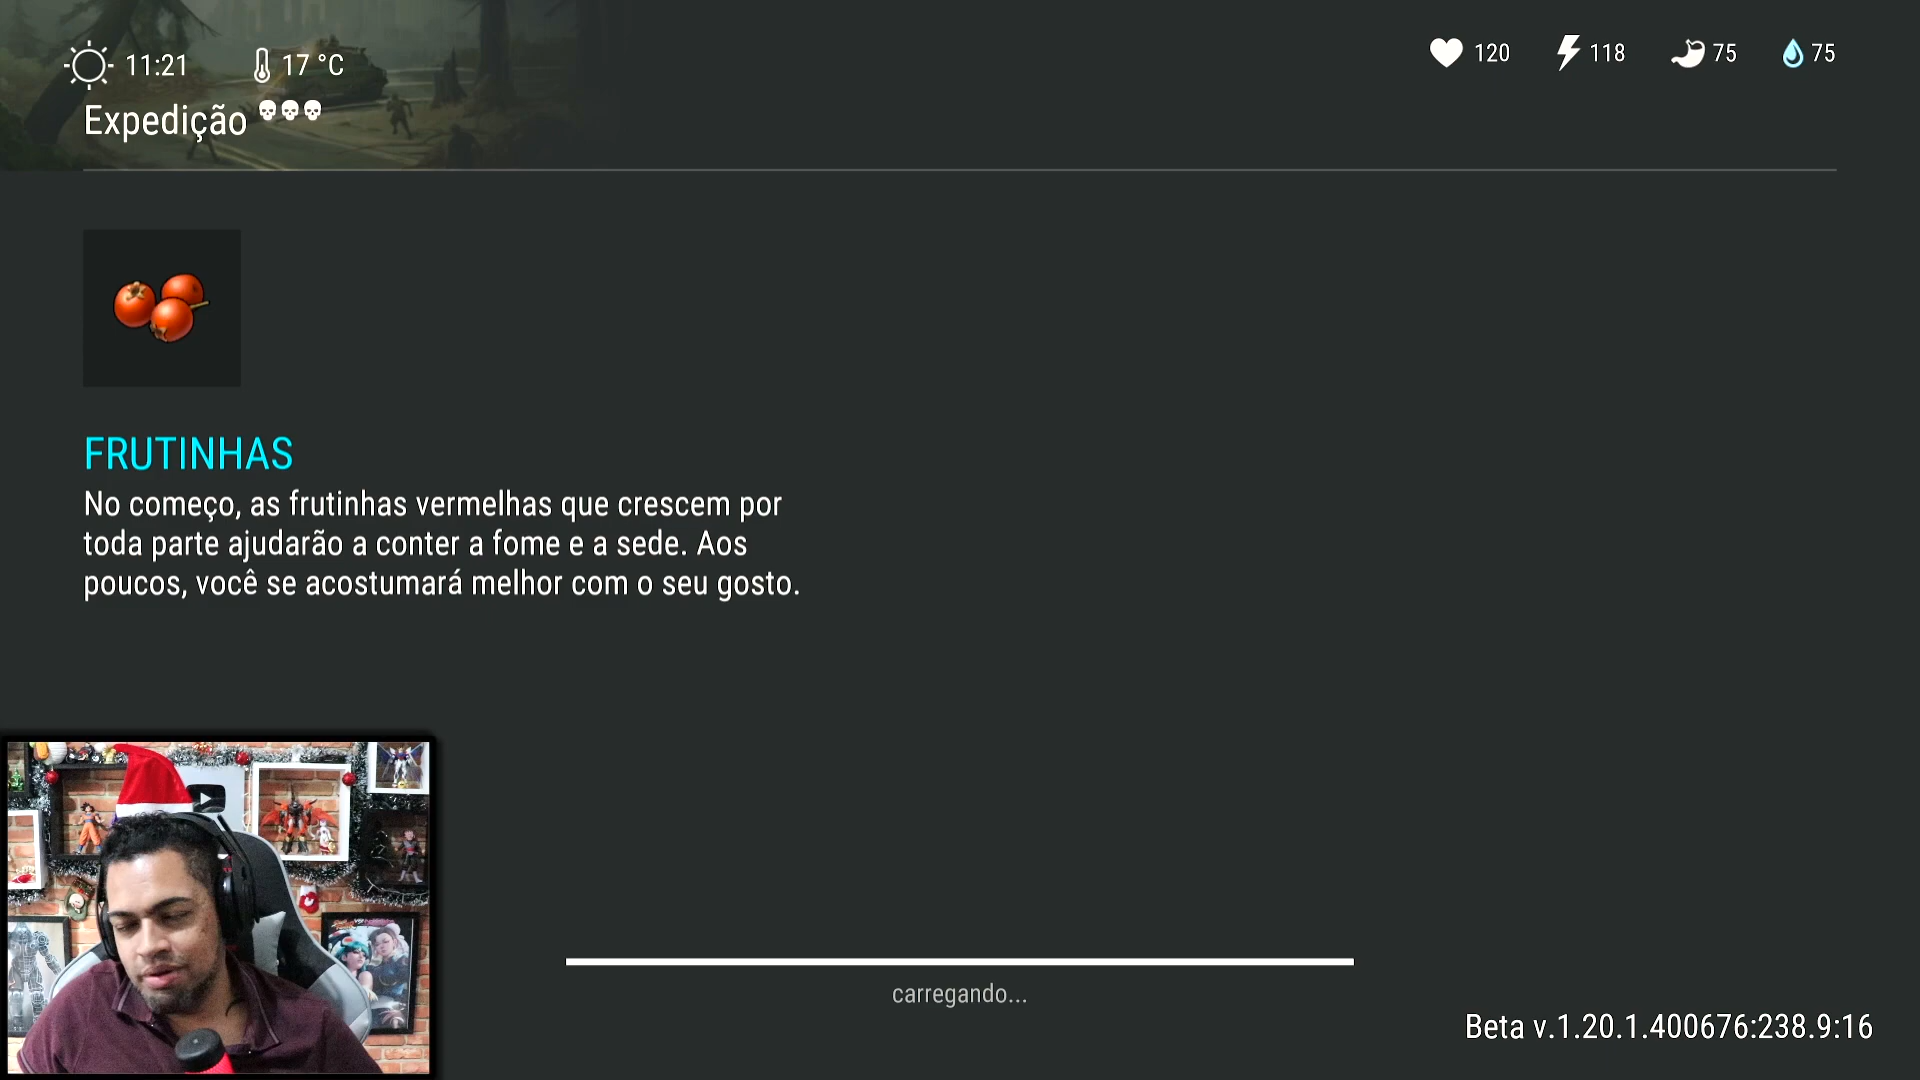 11:21
17 °C
120
118
75
75
Expedição
FRUTINHAS
No começo, as frutinhas vermelhas que crescem por
toda parte ajudarão a conter a fome e a sede. Aos
poucos, você se acostumará melhor com o seu gosto.
carregando...
Beta v.1.20.1.400676:238.9:16